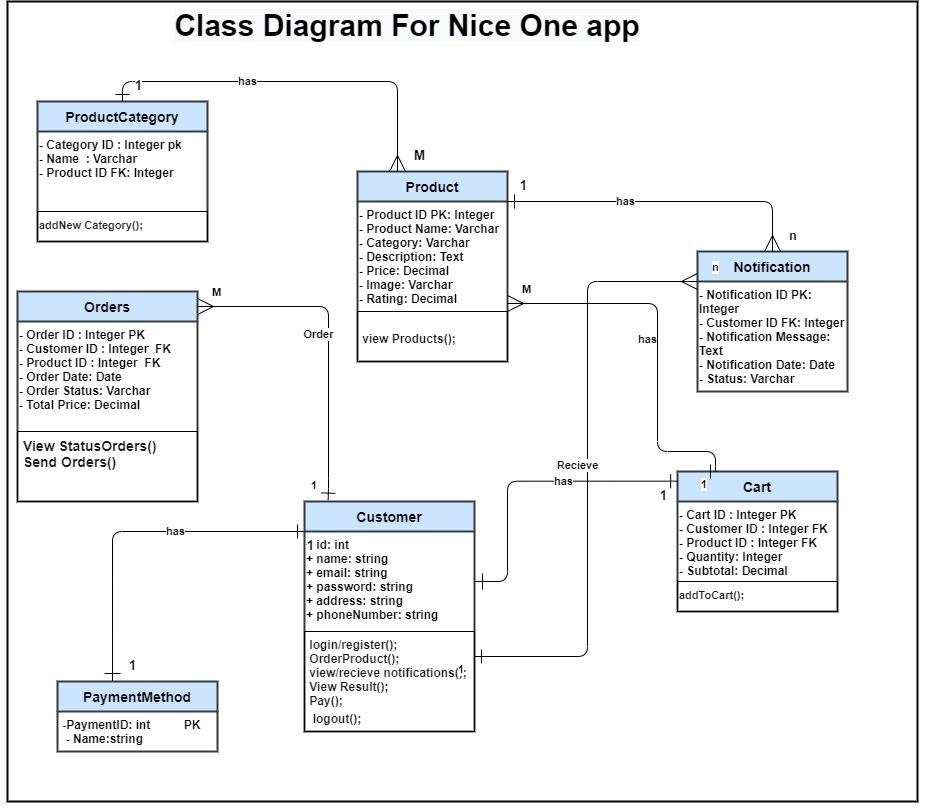 Class Diagram For Nice One app
1
has
M
ProductCategory
- Category ID : Integer pk
- Name : Varchar
- Product ID FK: Integer
addNew Category();
Product
1
- Product ID PK: Integer
- Product Name: Varchar
- Category: Varchar
- Description: Text
- Price: Decimal
- Image: Varchar
- Rating: Decimal
view Products();
has
n
n
Notification
- Notification ID PK:
Integer
- Customer ID FK: Integer
- Notification Message:
Text
- Notification Date: Date
- Status: Varchar
M
Orders
- Order ID : Integer PK
- Customer ID : Integer FK
- Product ID : Integer FK
- Order Date: Date
- Order Status: Varchar
- Total Price: Decimal
View StatusOrders()
Send Orders()
Order
1
M
has
1
Recieve
has
1
Cart
- Cart ID : Integer PK
- Customer ID : Integer FK
- Product ID : Integer FK
- Quantity: Integer
- Subtotal: Decimal
addToCart();
Customer
1 id: int
+ name: string
+ email: string
+ password: string
+ address: string
+ phoneNumber: string
login/register();
OrderProduct();
view/recieve notifications();
1
View Result();
Pay();
logout();
has
1
PaymentMethod
-PaymentID: int PK
- Name:string